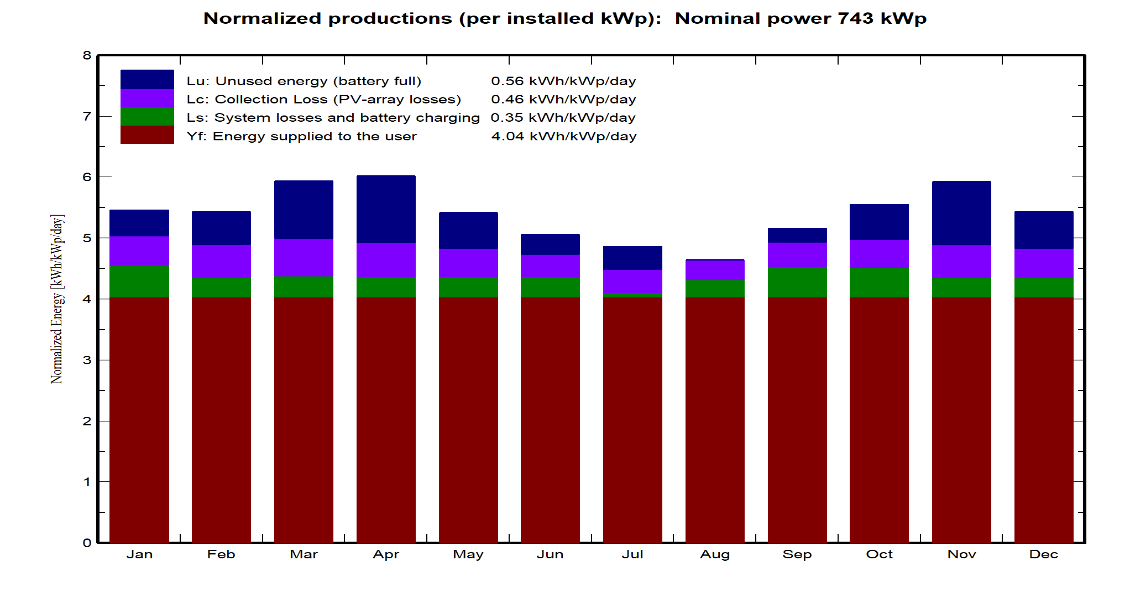 Normalized productions (per installed kWp):  Nominal power 743 kWp
8
Lu: Unused energy (battery full) 0.56 kWh/kWp/day
Lc: Collection Loss (PV-array losses) 0.46 kWh/kWp/day
Ls: System losses and battery charging 0.35 kWh/kWp/day
Yf: Energy supplied to the user 4.04 kWh/kWp/day
7
6
5
4
3
2
1
0
Normalized Energy [kWh/kWp/day]
Jan Feb Mar Apr May Jun Jul Aug Sep Oct Nov Dec